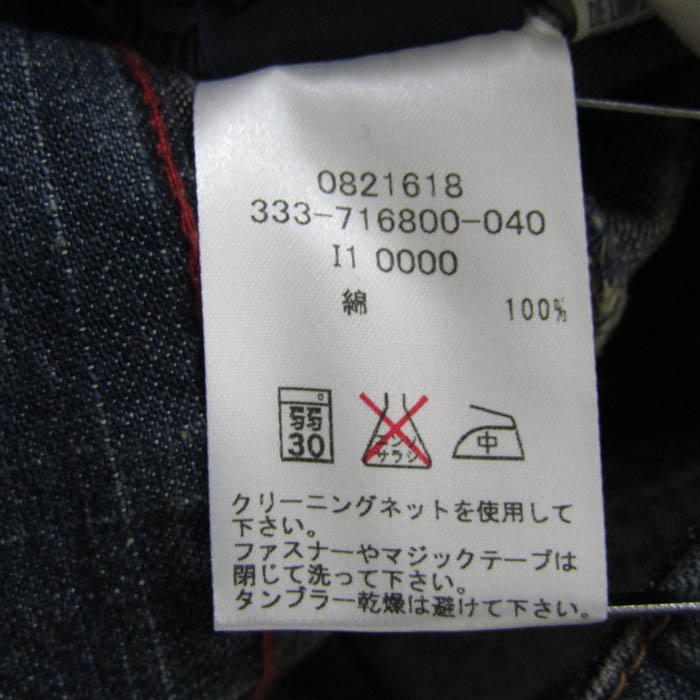 0821618
333-716800-040
I1 0000
綿 100%
弱
30
エンソ
サラシ
中
クリーニングネットを使用して
下さい。
ファスナーやマジックテープは
閉じて洗って下さい。
タンブラー乾燥は避けて下さい。